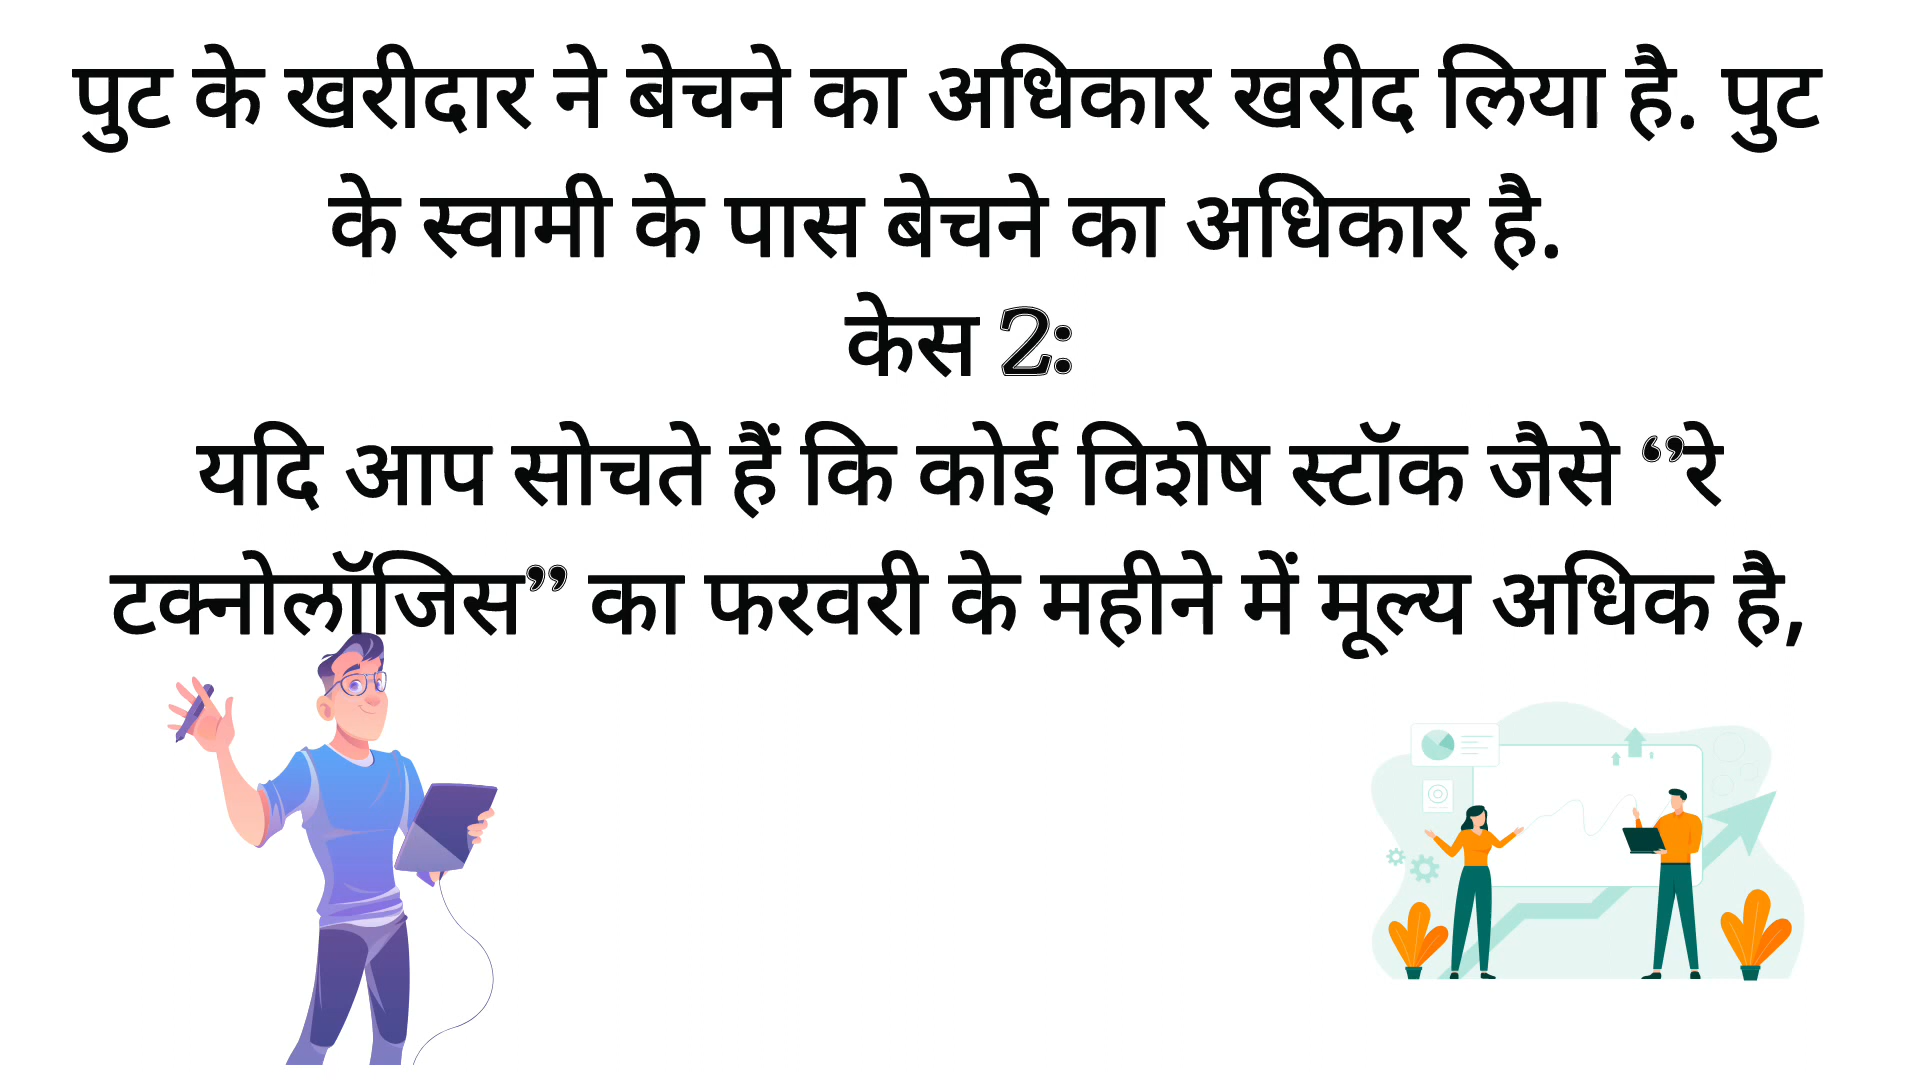 पुट के खरीदार ने बेचने का अधिकार खरीद लिया है. पुट
के स्वामी के पास बेचने का अधिकार है.
केस 2:
यदि आप सोचते हैं कि कोई विशेष स्टॉक जैसे ‘’रे
टक्नोलॉजिस” का फरवरी के महीने में मूल्य अधिक है,